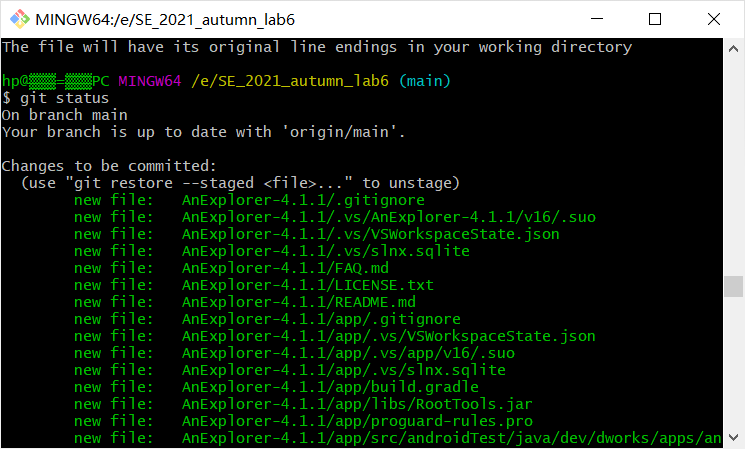 MINGW64:/e/SE_2021_autumn_lab6
The file will have its original line endings in your working directory
hp@▒▒▒=▒▒▒PC MINGW64 /e/SE_2021_autumn_lab6 (main)
$ git status
On branch main
Your branch is up to date with 'origin/main'.
Changes to be committed:
(use "git restore --staged <file>..." to unstage)
new file:   AnExplorer-4.1.1/.gitignore
new file:   AnExplorer-4.1.1/.vs/AnExplorer-4.1.1/v16/.suo
new file:   AnExplorer-4.1.1/.vs/VSWorkspaceState.json
new file:   AnExplorer-4.1.1/.vs/slnx.sqlite
new file:   AnExplorer-4.1.1/FAQ.md
new file:   AnExplorer-4.1.1/LICENSE.txt
new file:   AnExplorer-4.1.1/README.md
new file:   AnExplorer-4.1.1/app/.gitignore
new file:   AnExplorer-4.1.1/app/.vs/VSWorkspaceState.json
new file:   AnExplorer-4.1.1/app/.vs/app/v16/.suo
new file:   AnExplorer-4.1.1/app/.vs/slnx.sqlite
new file:   AnExplorer-4.1.1/app/build.gradle
new file:   AnExplorer-4.1.1/app/libs/RootTools.jar
new file:   AnExplorer-4.1.1/app/proguard-rules.pro
new file:   AnExplorer-4.1.1/app/src/androidTest/java/dev/dworks/apps/an